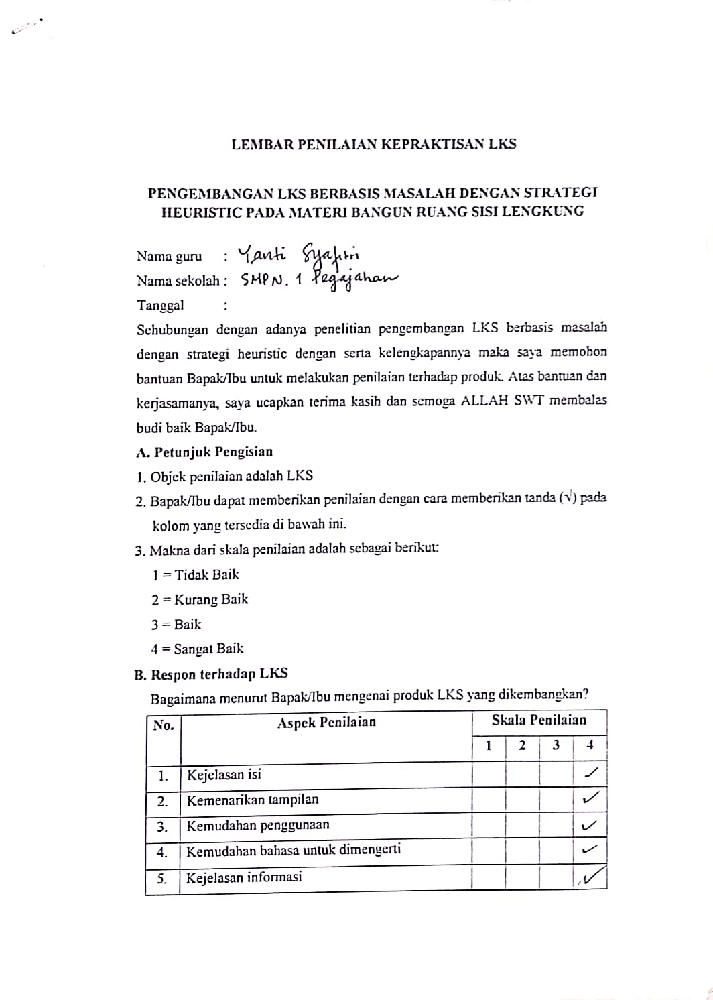 LEMBAR PENILAIAN KEPRAKTISAN LKS
PENGEMBANGAN LKS BERBASIS MASALAH DENGAN STRATEGI
HEURISTIC PADA MATERI BANGUN RUANG SISI LENGKUNG
Nama guru : Yanti Syafitri
Nama sekolah : SMPN. 1 Pegajahan
Tanggal :
Sehubungan dengan adanya penelitian pengembangan LKS berbasis masalah
dengan strategi heuristic dengan serta kelengkapannya maka saya memohon
bantuan Bapak/Ibu untuk melakukan penilaian terhadap produk. Atas bantuan dan
kerjasamanya, saya ucapkan terima kasih dan semoga ALLAH SWT membalas
budi baik Bapak/Ibu.
A. Petunjuk Pengisian
1. Objek penilaian adalah LKS
2. Bapak/Ibu dapat memberikan penilaian dengan cara memberikan tanda (√) pada
kolom yang tersedia di bawah ini.
3. Makna dari skala penilaian adalah sebagai berikut:
1 = Tidak Baik
2 = Kurang Baik
3 = Baik
4 = Sangat Baik
B. Respon terhadap LKS
Bagaimana menurut Bapak/Ibu mengenai produk LKS yang dikembangkan?
No. Aspek Penilaian Skala Penilaian
1 2 3 4
1. Kejelasan isi ✓
2. Kemenarikan tampilan ✓
3. Kemudahan penggunaan ✓
4. Kemudahan bahasa untuk dimengerti ✓
5. Kejelasan informasi ✓